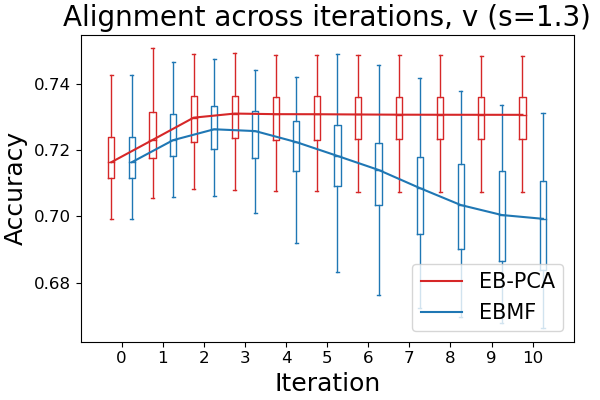 Alignment across iterations, v (s=1.3)
Accuracy
0.74
0.72
0.70
0.68
EB-PCA
EBMF
0 1 2 3 4 5 6 7 8 9 10
Iteration